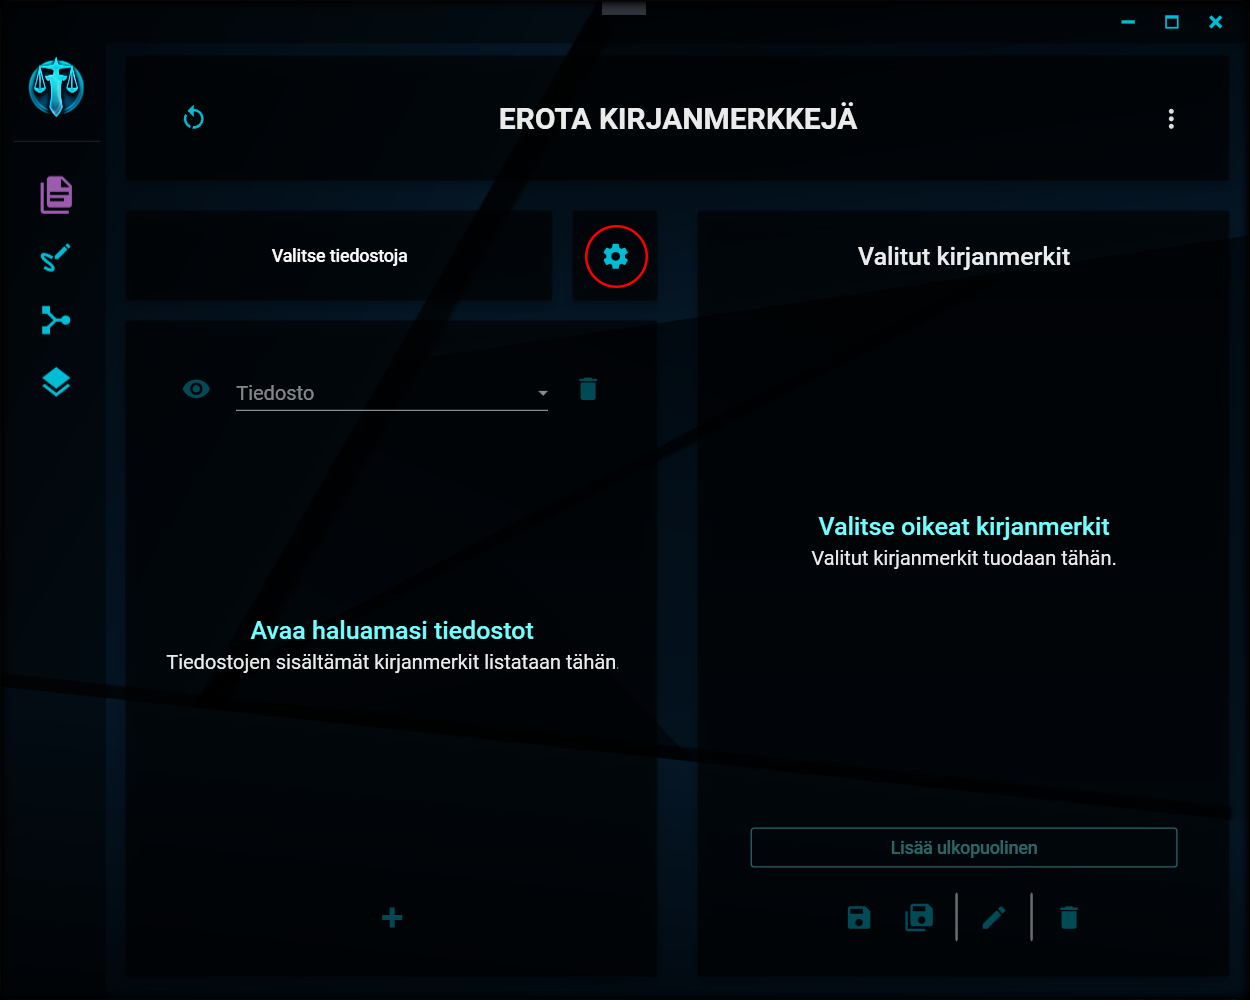 EROTA KIRJANMERKKEJÄ
Valitse tiedostoja
Valitut kirjanmerkit
Tiedosto
Valitse oikeat kirjanmerkit
Valitut kirjanmerkit tuodaan tähän.
Avaa haluamasi tiedostot
Tiedostojen sisältämät kirjanmerkit listataan tähän.
Lisää ulkopuolinen